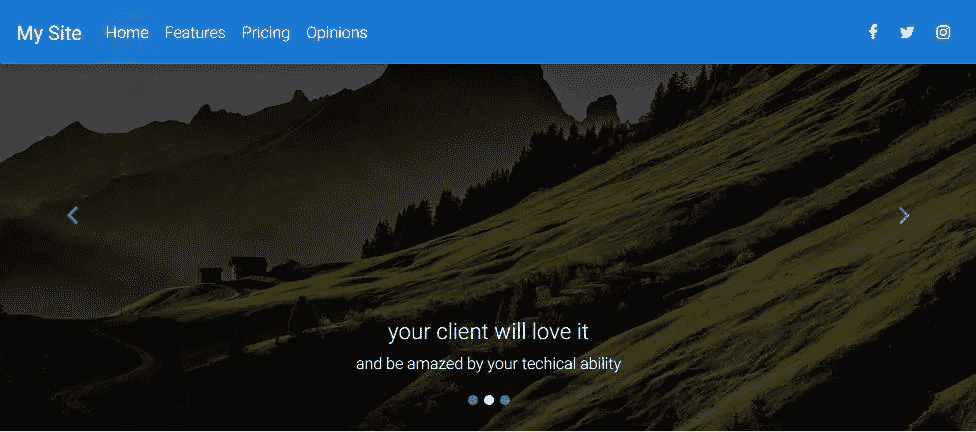 My Site Home Features Pricing Opinions
your client will love it
and be amazed by your techical ability